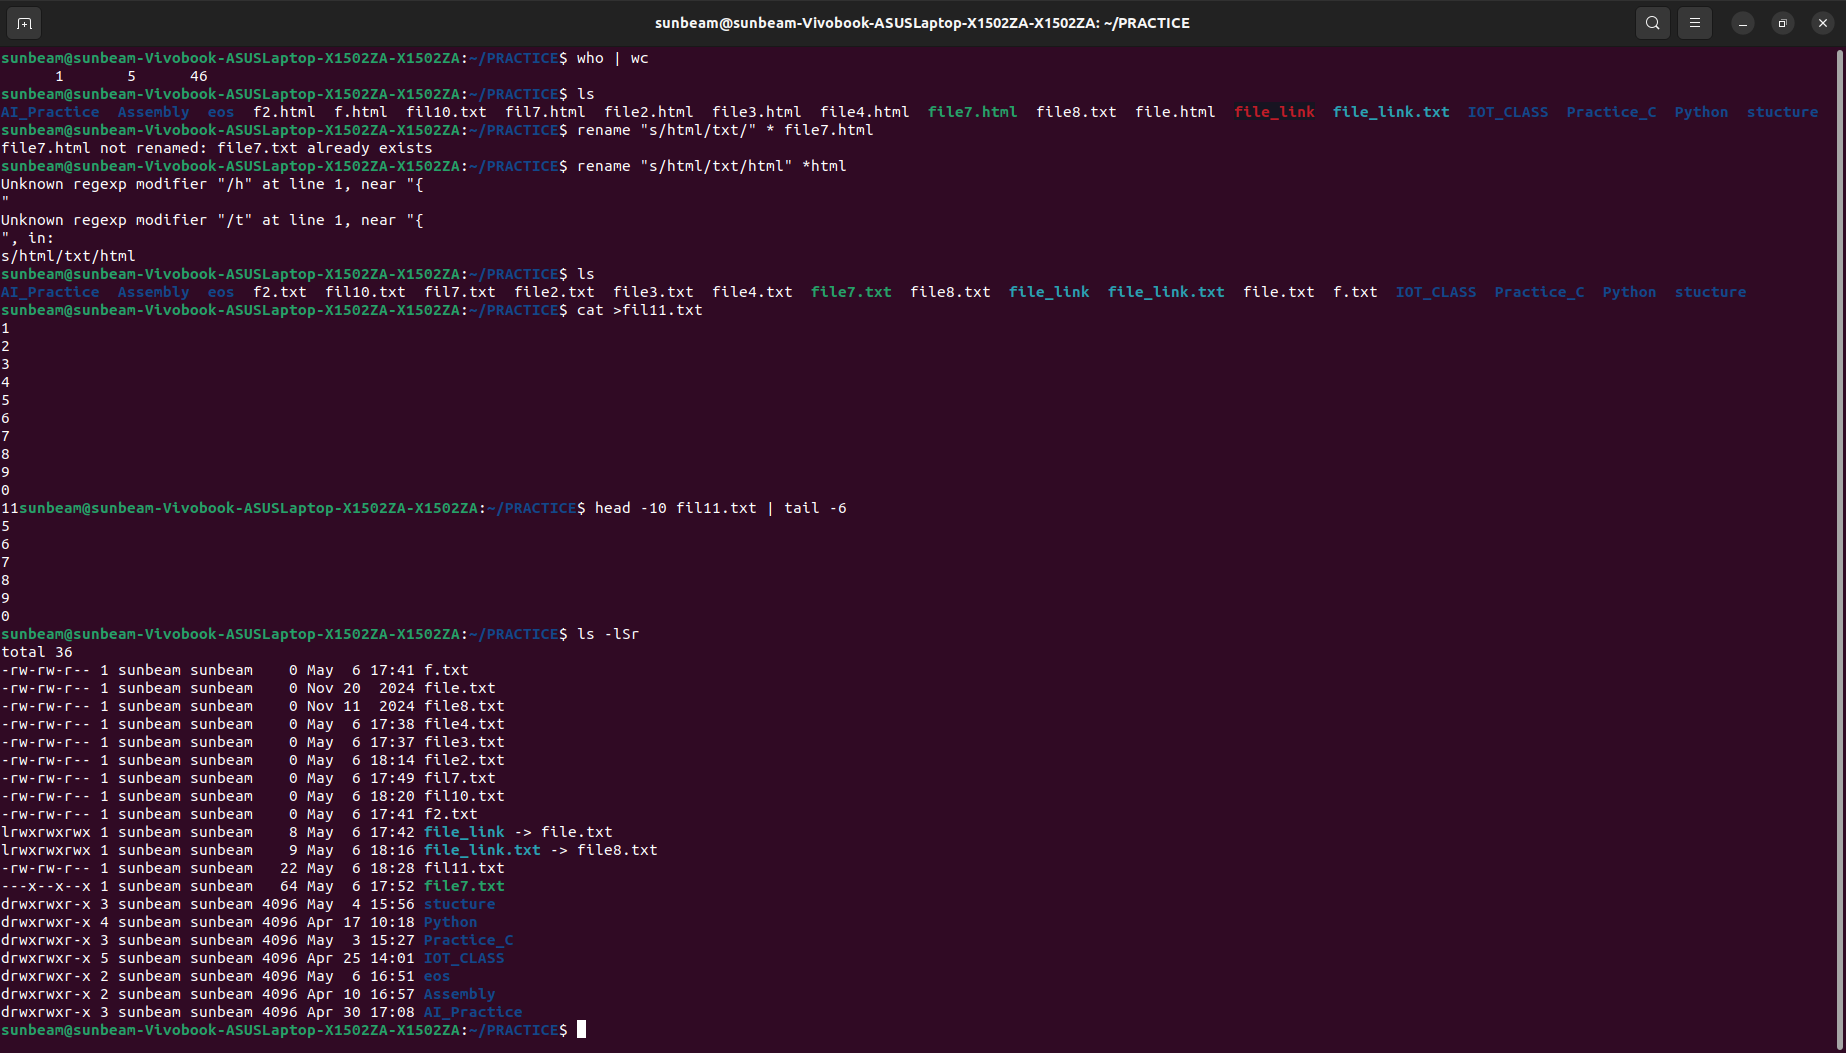 sunbeam@sunbeam-Vivobook-ASUSLaptop-X1502ZA-X1502ZA: ~/PRACTICE
sunbeam@sunbeam-Vivobook-ASUSLaptop-X1502ZA-X1502ZA:~/PRACTICE$ who | wc
      1       5      46
sunbeam@sunbeam-Vivobook-ASUSLaptop-X1502ZA-X1502ZA:~/PRACTICE$ ls
AI_Practice  Assembly  eos  f2.html  f.html  fil10.txt  fil7.html  file2.html  file3.html  file4.html  file7.html  file8.txt  file.html  file_link  file_link.txt  IOT_CLASS  Practice_C  Python  stucture
sunbeam@sunbeam-Vivobook-ASUSLaptop-X1502ZA-X1502ZA:~/PRACTICE$ rename "s/html/txt/" * file7.html
file7.html not renamed: file7.txt already exists
sunbeam@sunbeam-Vivobook-ASUSLaptop-X1502ZA-X1502ZA:~/PRACTICE$ rename "s/html/txt/html" *html
Unknown regexp modifier "/h" at line 1, near "{
"
Unknown regexp modifier "/t" at line 1, near "{
", in:
s/html/txt/html
sunbeam@sunbeam-Vivobook-ASUSLaptop-X1502ZA-X1502ZA:~/PRACTICE$ ls
AI_Practice  Assembly  eos  f2.txt  fil10.txt  fil7.txt  file2.txt  file3.txt  file4.txt  file7.txt  file8.txt  file_link  file_link.txt  file.txt  f.txt  IOT_CLASS  Practice_C  Python  stucture
sunbeam@sunbeam-Vivobook-ASUSLaptop-X1502ZA-X1502ZA:~/PRACTICE$ cat >fil11.txt
1
2
3
4
5
6
7
8
9
0
11sunbeam@sunbeam-Vivobook-ASUSLaptop-X1502ZA-X1502ZA:~/PRACTICE$ head -10 fil11.txt | tail -6
5
6
7
8
9
0
sunbeam@sunbeam-Vivobook-ASUSLaptop-X1502ZA-X1502ZA:~/PRACTICE$ ls -lSr
total 36
-rw-rw-r-- 1 sunbeam sunbeam    0 May  6 17:41 f.txt
-rw-rw-r-- 1 sunbeam sunbeam    0 Nov 20  2024 file.txt
-rw-rw-r-- 1 sunbeam sunbeam    0 Nov 11  2024 file8.txt
-rw-rw-r-- 1 sunbeam sunbeam    0 May  6 17:38 file4.txt
-rw-rw-r-- 1 sunbeam sunbeam    0 May  6 17:37 file3.txt
-rw-rw-r-- 1 sunbeam sunbeam    0 May  6 18:14 file2.txt
-rw-rw-r-- 1 sunbeam sunbeam    0 May  6 17:49 fil7.txt
-rw-rw-r-- 1 sunbeam sunbeam    0 May  6 18:20 fil10.txt
-rw-rw-r-- 1 sunbeam sunbeam    0 May  6 17:41 f2.txt
lrwxrwxrwx 1 sunbeam sunbeam    8 May  6 17:42 file_link -> file.txt
lrwxrwxrwx 1 sunbeam sunbeam    9 May  6 18:16 file_link.txt -> file8.txt
-rw-rw-r-- 1 sunbeam sunbeam   22 May  6 18:28 fil11.txt
---x--x--x 1 sunbeam sunbeam   64 May  6 17:52 file7.txt
drwxrwxr-x 3 sunbeam sunbeam 4096 May  4 15:56 stucture
drwxrwxr-x 4 sunbeam sunbeam 4096 Apr 17 10:18 Python
drwxrwxr-x 3 sunbeam sunbeam 4096 May  3 15:27 Practice_C
drwxrwxr-x 5 sunbeam sunbeam 4096 Apr 25 14:01 IOT_CLASS
drwxrwxr-x 2 sunbeam sunbeam 4096 May  6 16:51 eos
drwxrwxr-x 2 sunbeam sunbeam 4096 Apr 10 16:57 Assembly
drwxrwxr-x 3 sunbeam sunbeam 4096 Apr 30 17:08 AI_Practice
sunbeam@sunbeam-Vivobook-ASUSLaptop-X1502ZA-X1502ZA:~/PRACTICE$